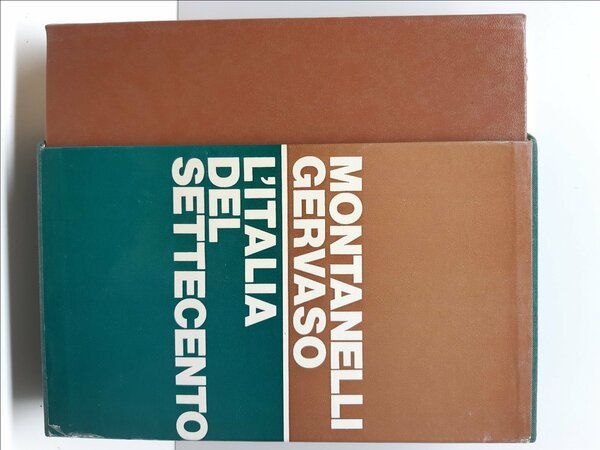 MONTANELLI
GERVASO
L'ITALIA
DEL
SETTECENTO